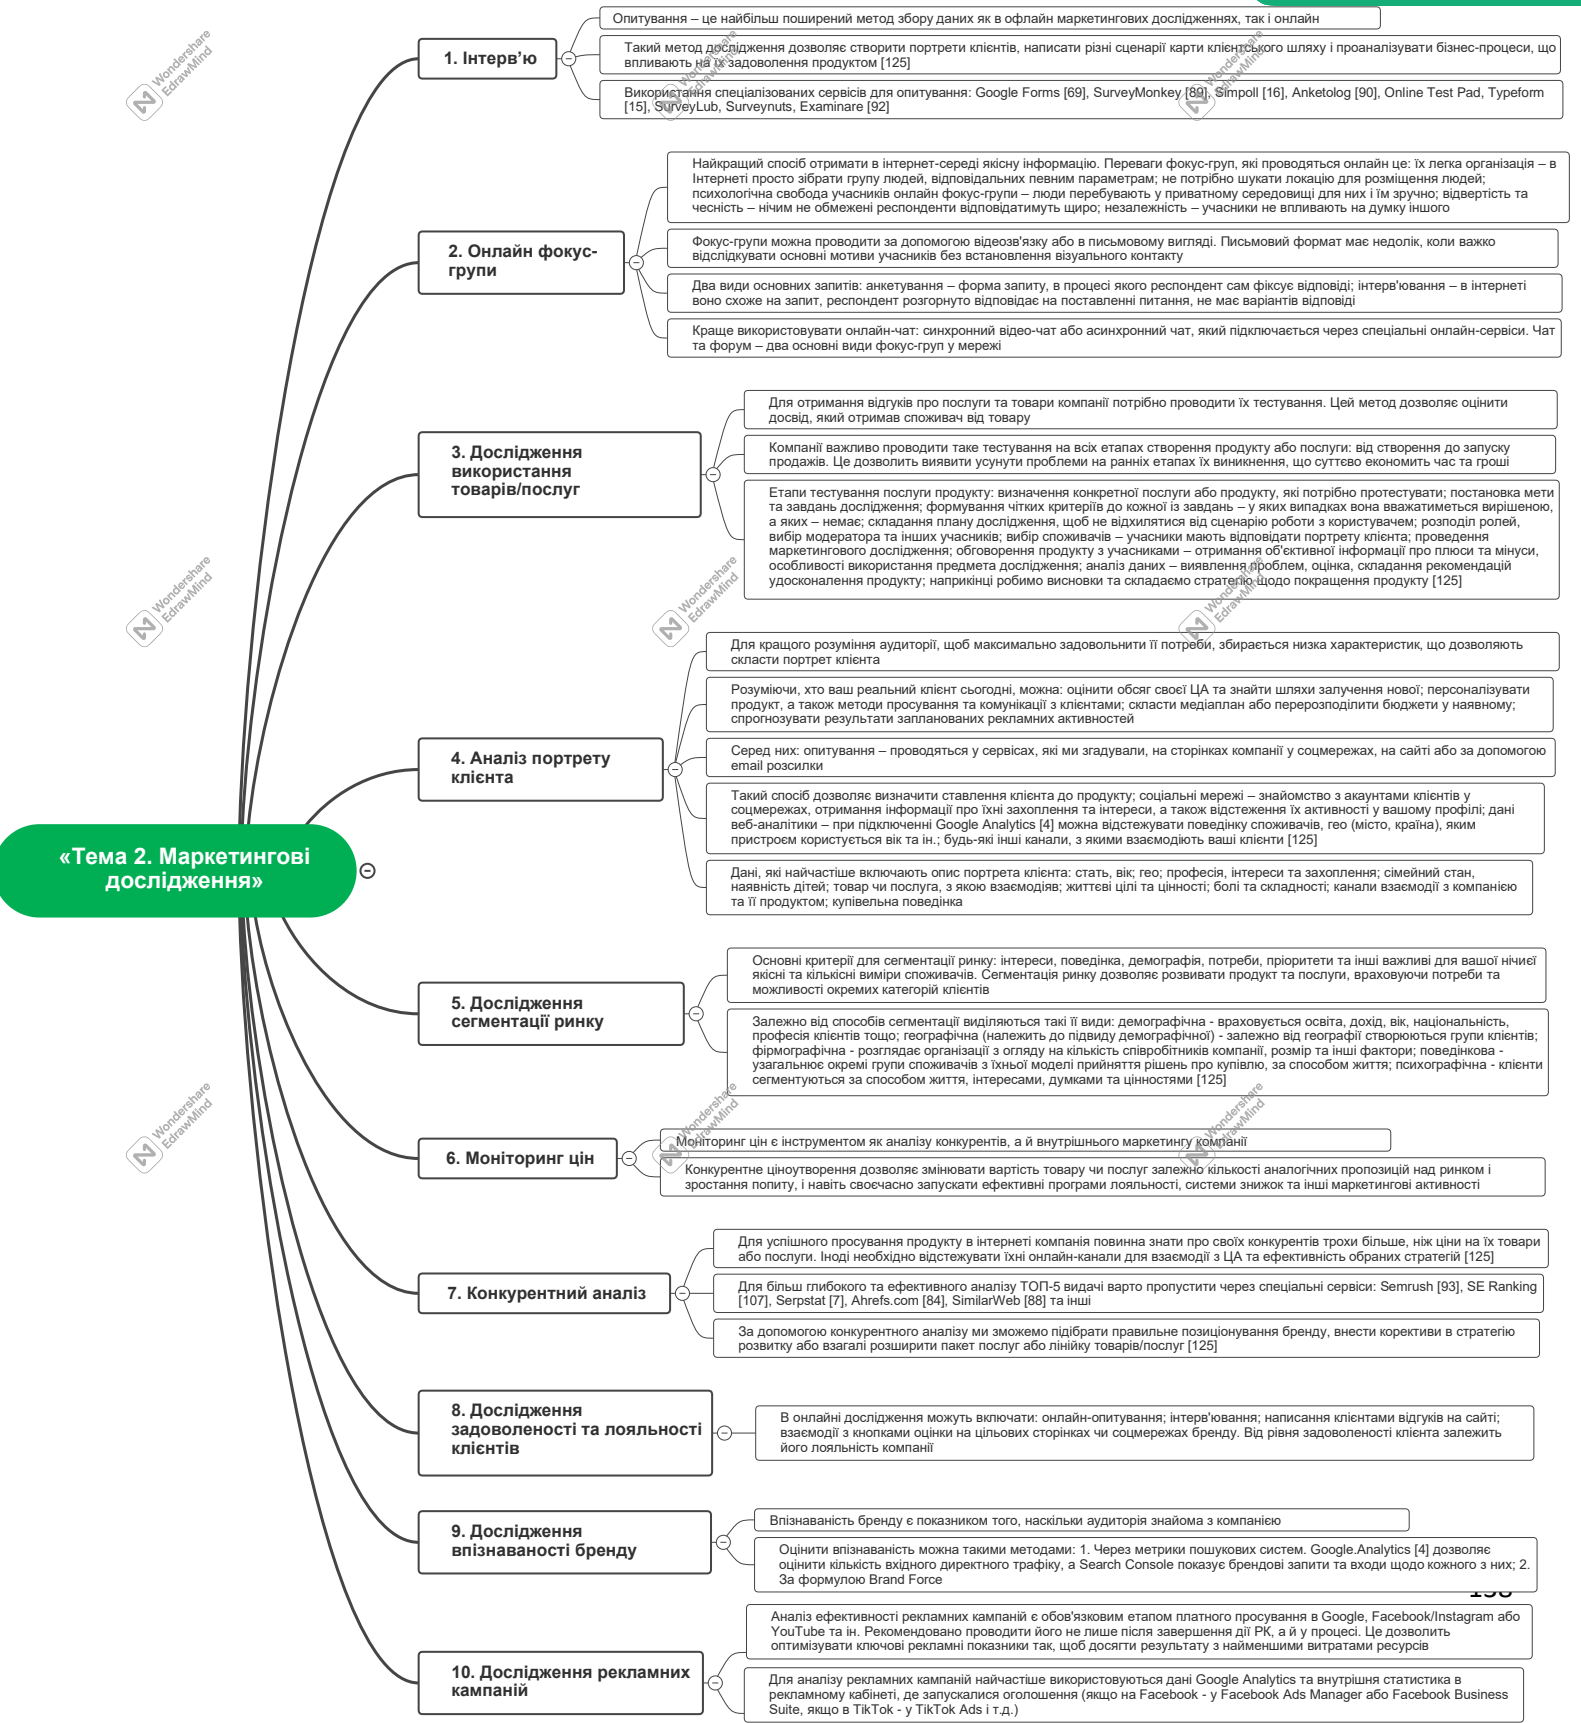 Опитування – це найбільш поширений метод збору даних як в офлайн маркетингових дослідженнях, так і онлайн
1. Інтерв’ю
Такий метод дослідження дозволяє створити портрети клієнтів, написати різні сценарії карти клієнтського шляху і проаналізувати бізнес-процеси, що
впливають на їх задоволення продуктом [125]
Використання спеціалізованих сервісів для опитування: Google Forms [69], SurveyMonkey [89], Simpoll [16], Anketolog [90], Online Test Pad, Typeform
[15], SurveyLub, Surveynuts, Examinare [92]
Wondershare
EdrawMind
Wondershare
EdrawMind
Wondershare
EdrawMind
2. Онлайн фокус-
групи
Найкращий спосіб отримати в інтернет-середі якісну інформацію. Переваги фокус-груп, які проводяться онлайн це: їх легка організація – в
Інтернеті просто зібрати групу людей, відповідальних певним параметрам; не потрібно шукати локацію для розміщення людей;
психологічна свобода учасників онлайн фокус-групи – люди перебувають у приватному середовищі для них і їм зручно; відвертість та
чесність – нічим не обмежені респонденти відповідатимуть щиро; незалежність – учасники не впливають на думку іншого
Фокус-групи можна проводити за допомогою відеозв'язку або в письмовому вигляді. Письмовий формат має недолік, коли важко
відслідкувати основні мотиви учасників без встановлення візуального контакту
Два види основних запитів: анкетування – форма запиту, в процесі якого респондент сам фіксує відповіді; інтерв'ювання – в інтернеті
воно схоже на запит, респондент розгорнуто відповідає на поставленні питання, не має варіантів відповіді
Краще використовувати онлайн-чат: синхронний відео-чат або асинхронний чат, який підключається через спеціальні онлайн-сервіси. Чат
та форум – два основні види фокус-груп у мережі
3. Дослідження
використання
товарів/послуг
Для отримання відгуків про послуги та товари компанії потрібно проводити їх тестування. Цей метод дозволяє оцінити
досвід, який отримав споживач від товару
Компанії важливо проводити таке тестування на всіх етапах створення продукту або послуги: від створення до запуску
продажів. Це дозволить виявити усунути проблеми на ранніх етапах їх виникнення, що суттєво економить час та гроші
Етапи тестування послуги продукту: визначення конкретної послуги або продукту, які потрібно протестувати; постановка мети
та завдань дослідження; формування чітких критеріїв до кожної із завдань – у яких випадках вона вважатиметься вирішеною,
а яких – немає; складання плану дослідження, щоб не відхилятися від сценарію роботи з користувачем; розподіл ролей,
вибір модератора та інших учасників; вибір споживачів – учасники мають відповідати портрету клієнта; проведення
маркетингового дослідження; обговорення продукту з учасниками – отримання об'єктивної інформації про плюси та мінуси,
особливості використання предмета дослідження; аналіз даних – виявлення проблем, оцінка, складання рекомендацій
удосконалення продукту; наприкінці робимо висновки та складаємо стратегію щодо покращення продукту [125]
Wondershare
EdrawMind
Wondershare
EdrawMind
Wondershare
EdrawMind
4. Аналіз портрету
клієнта
Для кращого розуміння аудиторії, щоб максимально задовольнити її потреби, збирається низка характеристик, що дозволяють
скласти портрет клієнта
Розуміючи, хто ваш реальний клієнт сьогодні, можна: оцінити обсяг своєї ЦА та знайти шляхи залучення нової; персоналізувати
продукт, а також методи просування та комунікації з клієнтами; скласти медіаплан або перерозподілити бюджети у наявному;
спрогнозувати результати запланованих рекламних активностей
Серед них: опитування – проводяться у сервісах, які ми згадували, на сторінках компанії у соцмережах, на сайті або за допомогою
email розсилки
Такий спосіб дозволяє визначити ставлення клієнта до продукту; соціальні мережі – знайомство з акаунтами клієнтів у
соцмережах, отримання інформації про їхні захоплення та інтереси, а також відстеження їх активності у вашому профілі; дані
веб-аналітики – при підключенні Google Analytics [4] можна відстежувати поведінку споживачів, гео (місто, країна), яким
пристроєм користується вік та ін.; будь-які інші канали, з якими взаємодіють ваші клієнти [125]
Дані, які найчастіше включають опис портрета клієнта: стать, вік; гео; професія, інтереси та захоплення; сімейний стан,
наявність дітей; товар чи послуга, з якою взаємодіяв; життєві цілі та цінності; болі та складності; канали взаємодії з компанією
та її продуктом; купівельна поведінка
«Тема 2. Маркетингові
дослідження»
5. Дослідження
сегментації ринку
Основні критерії для сегментації ринку: інтереси, поведінка, демографія, потреби, пріоритети та інші важливі для вашої нічиєї
якісні та кількісні виміри споживачів. Сегментація ринку дозволяє розвивати продукт та послуги, враховуючи потреби та
можливості окремих категорій клієнтів
Залежно від способів сегментації виділяються такі її види: демографічна - враховується освіта, дохід, вік, національність,
професія клієнтів тощо; географічна (належить до підвиду демографічної) - залежно від географії створюються групи клієнтів;
фірмографічна - розглядає організації з огляду на кількість співробітників компанії, розмір та інші фактори; поведінкова -
узагальнює окремі групи споживачів з їхньої моделі прийняття рішень про купівлю, за способом життя; психографічна - клієнти
сегментуються за способом життя, інтересами, думками та цінностями [125]
Wondershare
EdrawMind
Wondershare
EdrawMind
Wondershare
EdrawMind
6. Моніторинг цін
Моніторинг цін є інструментом як аналізу конкурентів, а й внутрішнього маркетингу компанії
Конкурентне ціноутворення дозволяє змінювати вартість товару чи послуг залежно кількості аналогічних пропозицій над ринком і
зростання попиту, і навіть своєчасно запускати ефективні програми лояльності, системи знижок та інші маркетингові активності
7. Конкурентний аналіз
Для успішного просування продукту в інтернеті компанія повинна знати про своїх конкурентів трохи більше, ніж ціни на їх товари
або послуги. Іноді необхідно відстежувати їхні онлайн-канали для взаємодії з ЦА та ефективність обраних стратегій [125]
Для більш глибокого та ефективного аналізу ТОП-5 видачі варто пропустити через спеціальні сервіси: Semrush [93], SE Ranking
[107], Serpstat [7], Ahrefs.com [84], SimilarWeb [88] та інші
За допомогою конкурентного аналізу ми зможемо підібрати правильне позиціонування бренду, внести корективи в стратегію
розвитку або взагалі розширити пакет послуг або лінійку товарів/послуг [125]
8. Дослідження
задоволеності та лояльності
клієнтів
В онлайні дослідження можуть включати: онлайн-опитування; інтерв'ювання; написання клієнтами відгуків на сайті;
взаємодії з кнопками оцінки на цільових сторінках чи соцмережах бренду. Від рівня задоволеності клієнта залежить
його лояльність компанії
9. Дослідження
впізнаваності бренду
Впізнаваність бренду є показником того, наскільки аудиторія знайома з компанією
Оцінити впізнаваність можна такими методами: 1. Через метрики пошукових систем. Google.Analytics [4] дозволяє
оцінити кількість вхідного директного трафіку, а Search Console показує брендові запити та входи щодо кожного з них; 2.
За формулою Brand Force
10. Дослідження рекламних
кампаній
Аналіз ефективності рекламних кампаній є обов'язковим етапом платного просування в Google, Facebook/Instagram або
YouTube та ін. Рекомендовано проводити його не лише після завершення дії РК, а й у процесі. Це дозволить
оптимізувати ключові рекламні показники так, щоб досягти результату з найменшими витратами ресурсів
Для аналізу рекламних кампаній найчастіше використовуються дані Google Analytics та внутрішня статистика в
рекламному кабінеті, де запускалися оголошення (якщо на Facebook - у Facebook Ads Manager або Facebook Business
Suite, якщо в TikTok - у TikTok Ads і т.д.)